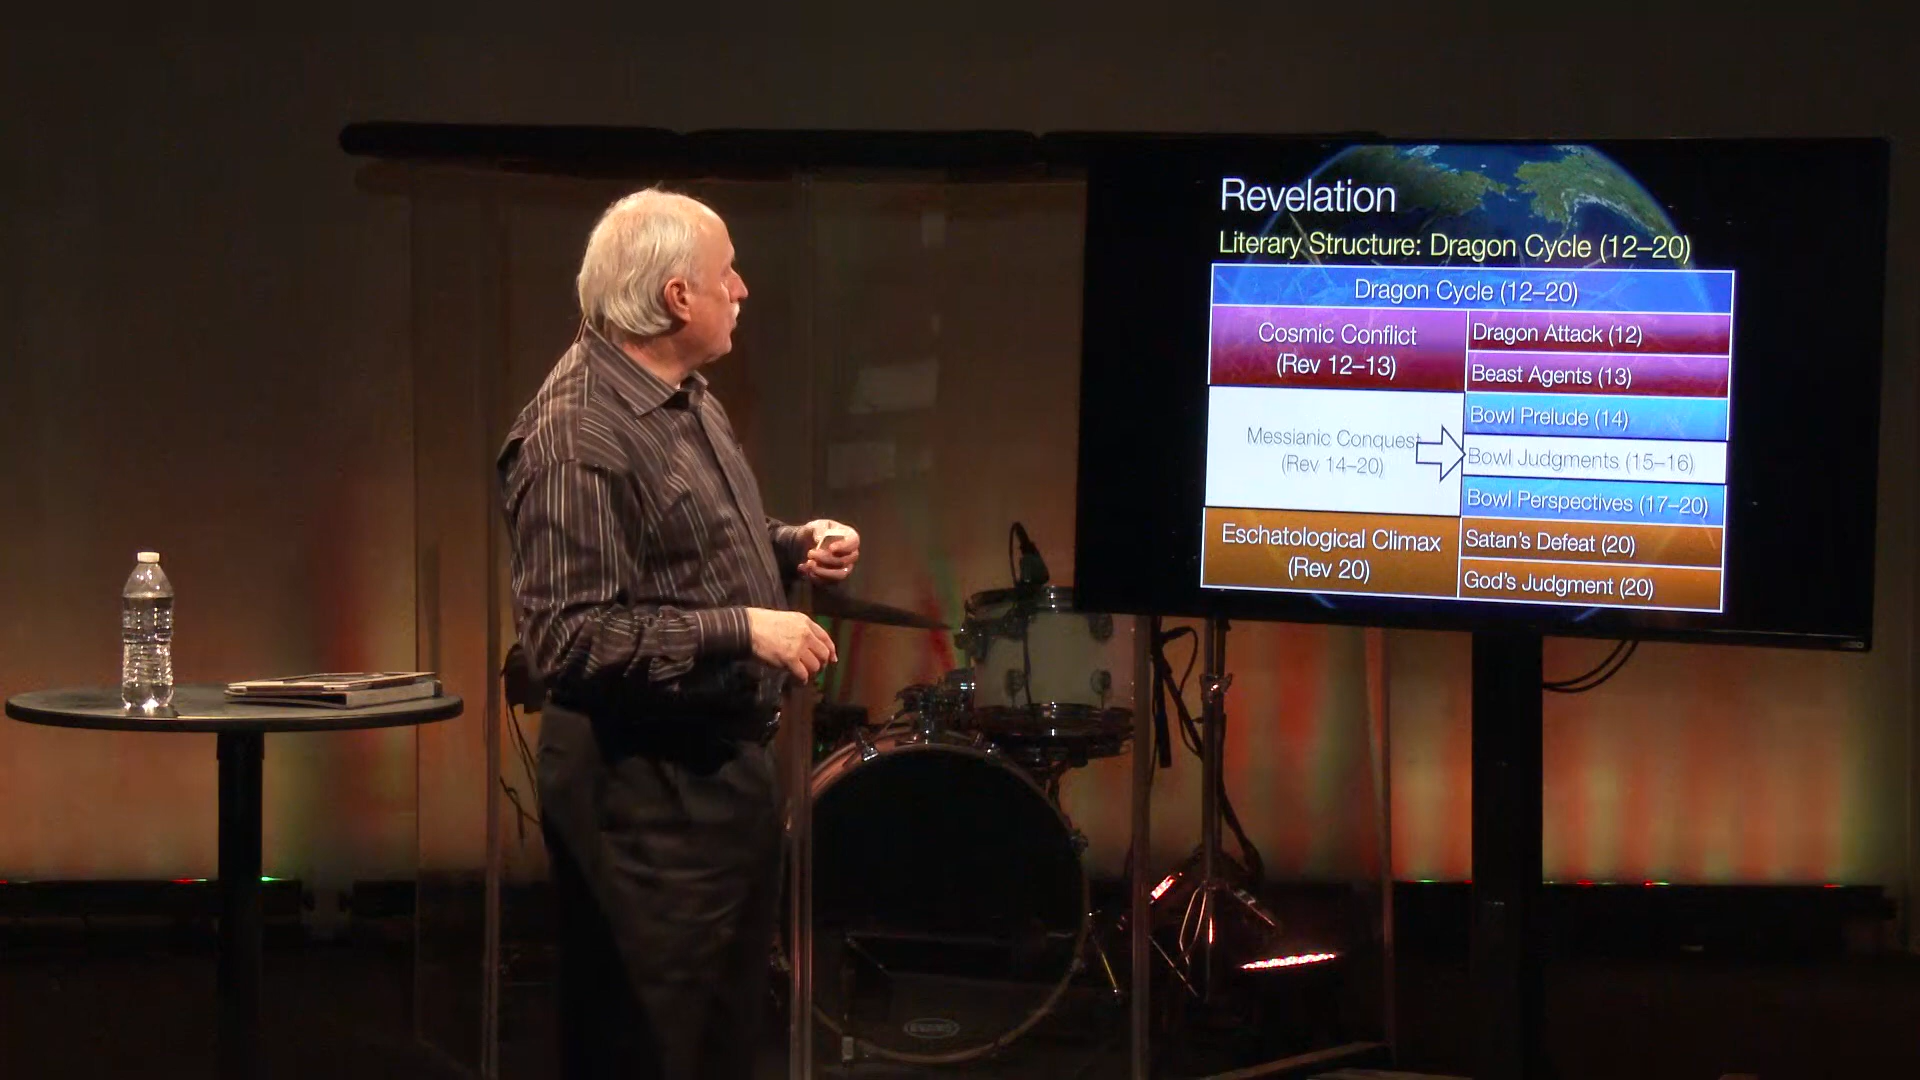 Revelation
Literary Structure: Dragon Cycle (12–20)
Dragon Cycle (12–20)
Cosmic Conflict
(Rev 12–13)
Dragon Attack (12)
Beast Agents (13)
Messianic Conquest
(Rev 14–20)
Bowl Prelude (14)
Bowl Judgments (15–16)
Bowl Perspectives (17–20)
Eschatological Climax
(Rev 20)
Satan's Defeat (20)
God's Judgment (20)